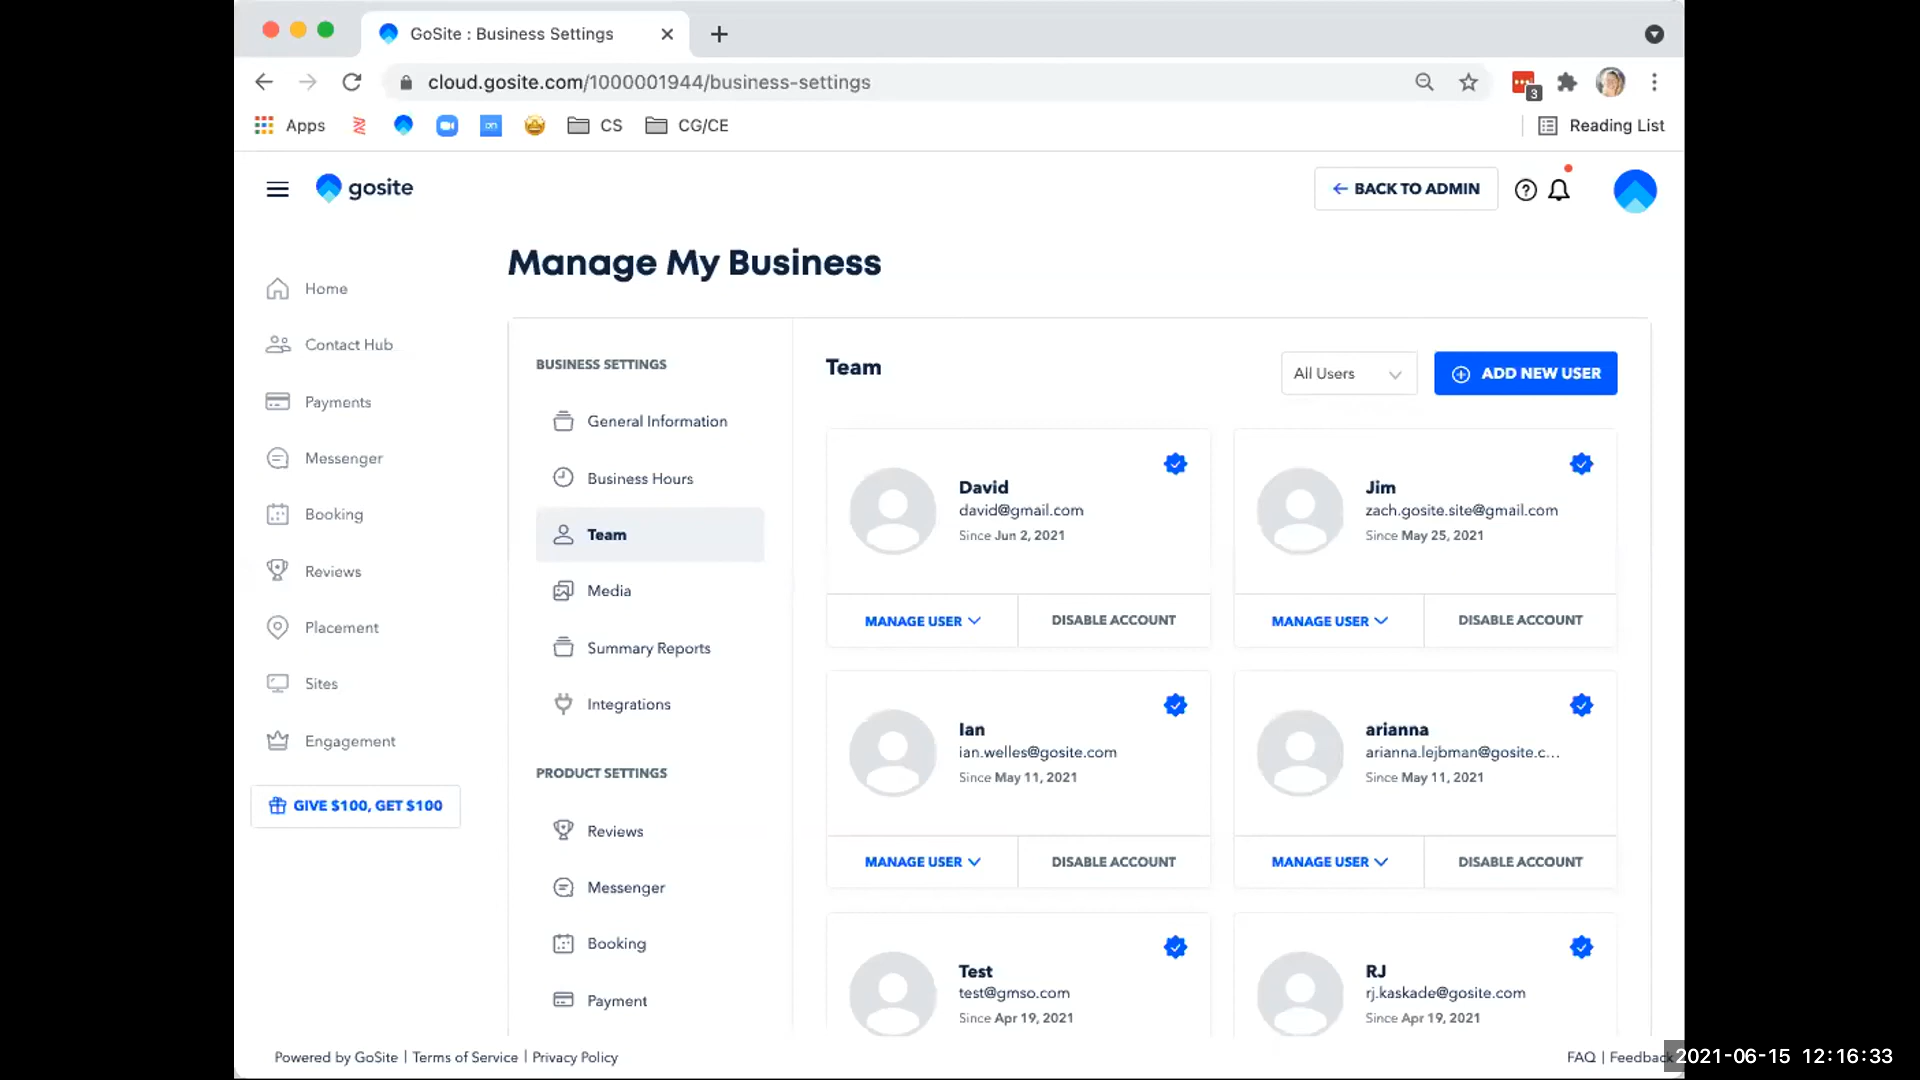 GoSite : Business Settings
cloud.gosite.com/1000001944/business-settings
3
Apps
on
CS
CG/CE
Reading List
gosite
BACK TO ADMIN
Manage My Business
Home
Contact Hub
Payments
Messenger
Booking
Reviews
Placement
Sites
Engagement
GIVE $100, GET $100
BUSINESS SETTINGS
General Information
Business Hours
Team
Media
Summary Reports
Integrations
PRODUCT SETTINGS
Reviews
Messenger
Booking
Payment
Team
All Users
ADD NEW USER
David
david@gmail.com
Since Jun 2, 2021
MANAGE USER
DISABLE ACCOUNT
Jim
zach.gosite.site@gmail.com
Since May 25, 2021
MANAGE USER
DISABLE ACCOUNT
Ian
ian.welles@gosite.com
Since May 11, 2021
MANAGE USER
DISABLE ACCOUNT
arianna
arianna.lejbman@gosite.c...
Since May 11, 2021
MANAGE USER
DISABLE ACCOUNT
Test
test@gmso.com
Since Apr 19, 2021
RJ
rj.kaskade@gosite.com
Since Apr 19, 2021
Powered by GoSite | Terms of Service | Privacy Policy
FAQ | Feedback
2021-06-15 12:16:33